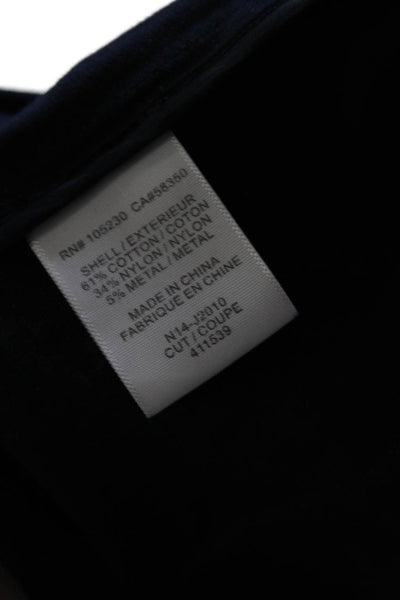 RN# 105230 CA#58350
SHELL/EXTERIEUR
61% COTTON/COTON
34% NYLON/NYLON
5% METAL/METAL
MADE IN CHINA
FABRIQUE EN CHINE
N14-J2010
CUT/COUPE
411539